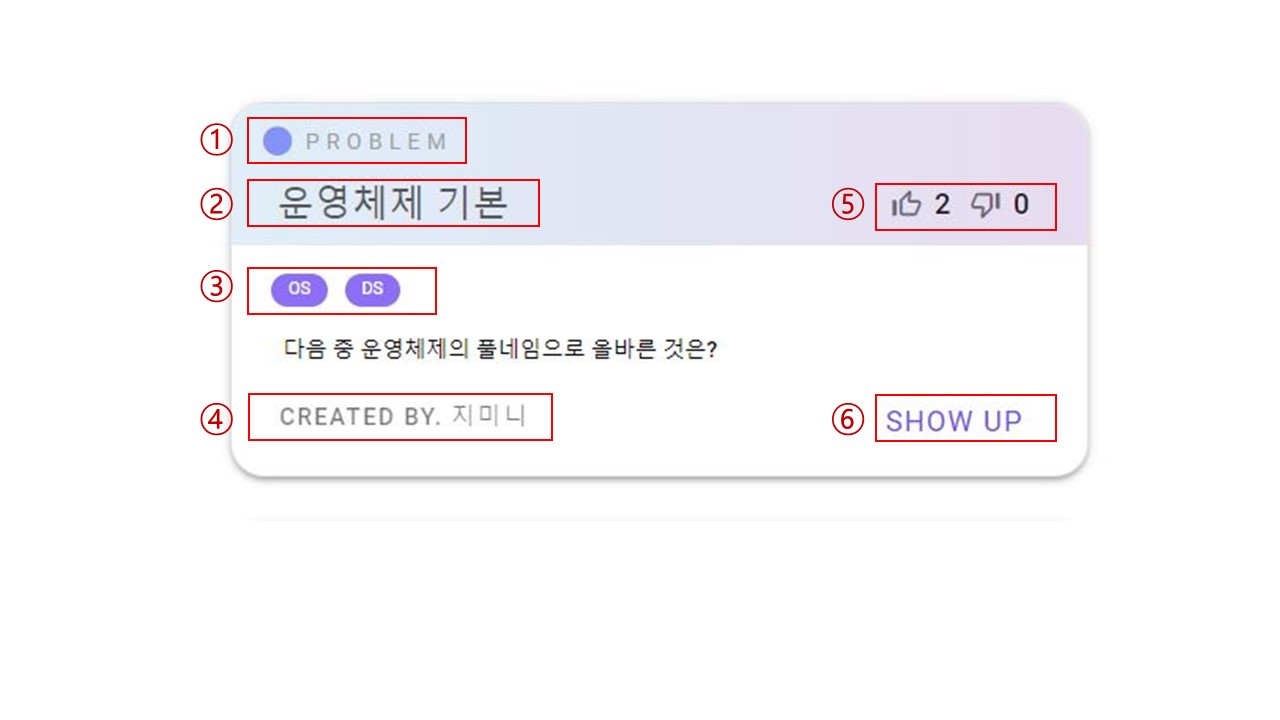 ① PROBLEM
② 운영체제 기본
⑤ 2 0
③ OS DS
다음 중 운영체제의 풀네임으로 올바른 것은?
④ CREATED BY. 지미니
⑥ SHOW UP